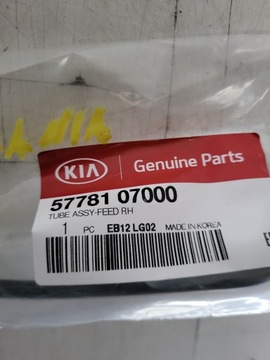 KIA Genuine Parts
57781 07000
TUBE ASSY-FEED RH
1 PC EB12 LG02 MADE IN KOREA